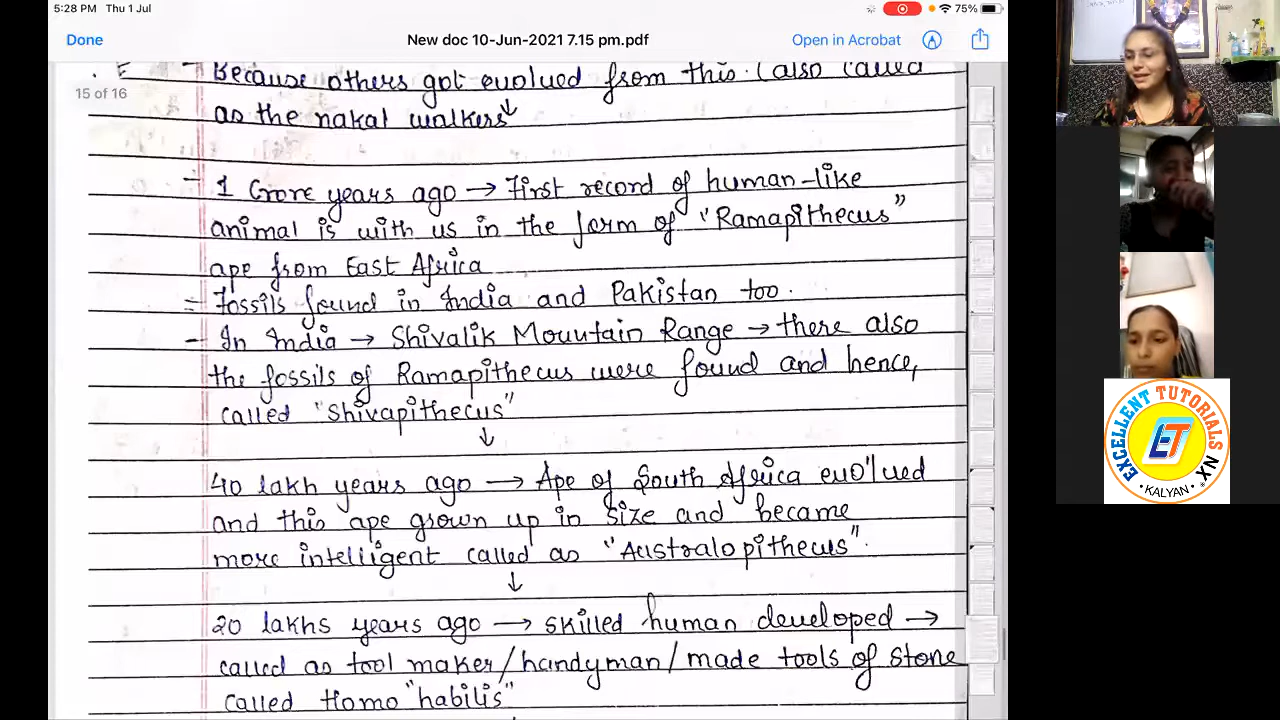 5:28 PM Thu 1 Jul
75%
Done
New doc 10-Jun-2021 7.15 pm.pdf
Open in Acrobat
15 of 16
- Because others got evolved from this. (also called
as the nakal walkers
↓
- 1 Crore years ago → First record of human-like
animal is with us in the form of "Ramapithecus"
ape from East Africa
= Fossils found in India and Pakistan too.
- In India → Shivalik Mountain Range → there also
the fossils of Ramapithecus were found and hence,
called "Shivapithecus"
↓
40 lakh years ago → Ape of South Africa evolved
and this ape grown up in size and became
more intelligent called as "Australopithecus".
↓
20 lakhs years ago → skilled human developed →
called as tool maker/handyman/made tools of stone
called Homo "habilis"
EXCELLENT TUTORIALS
ET
KALYAN